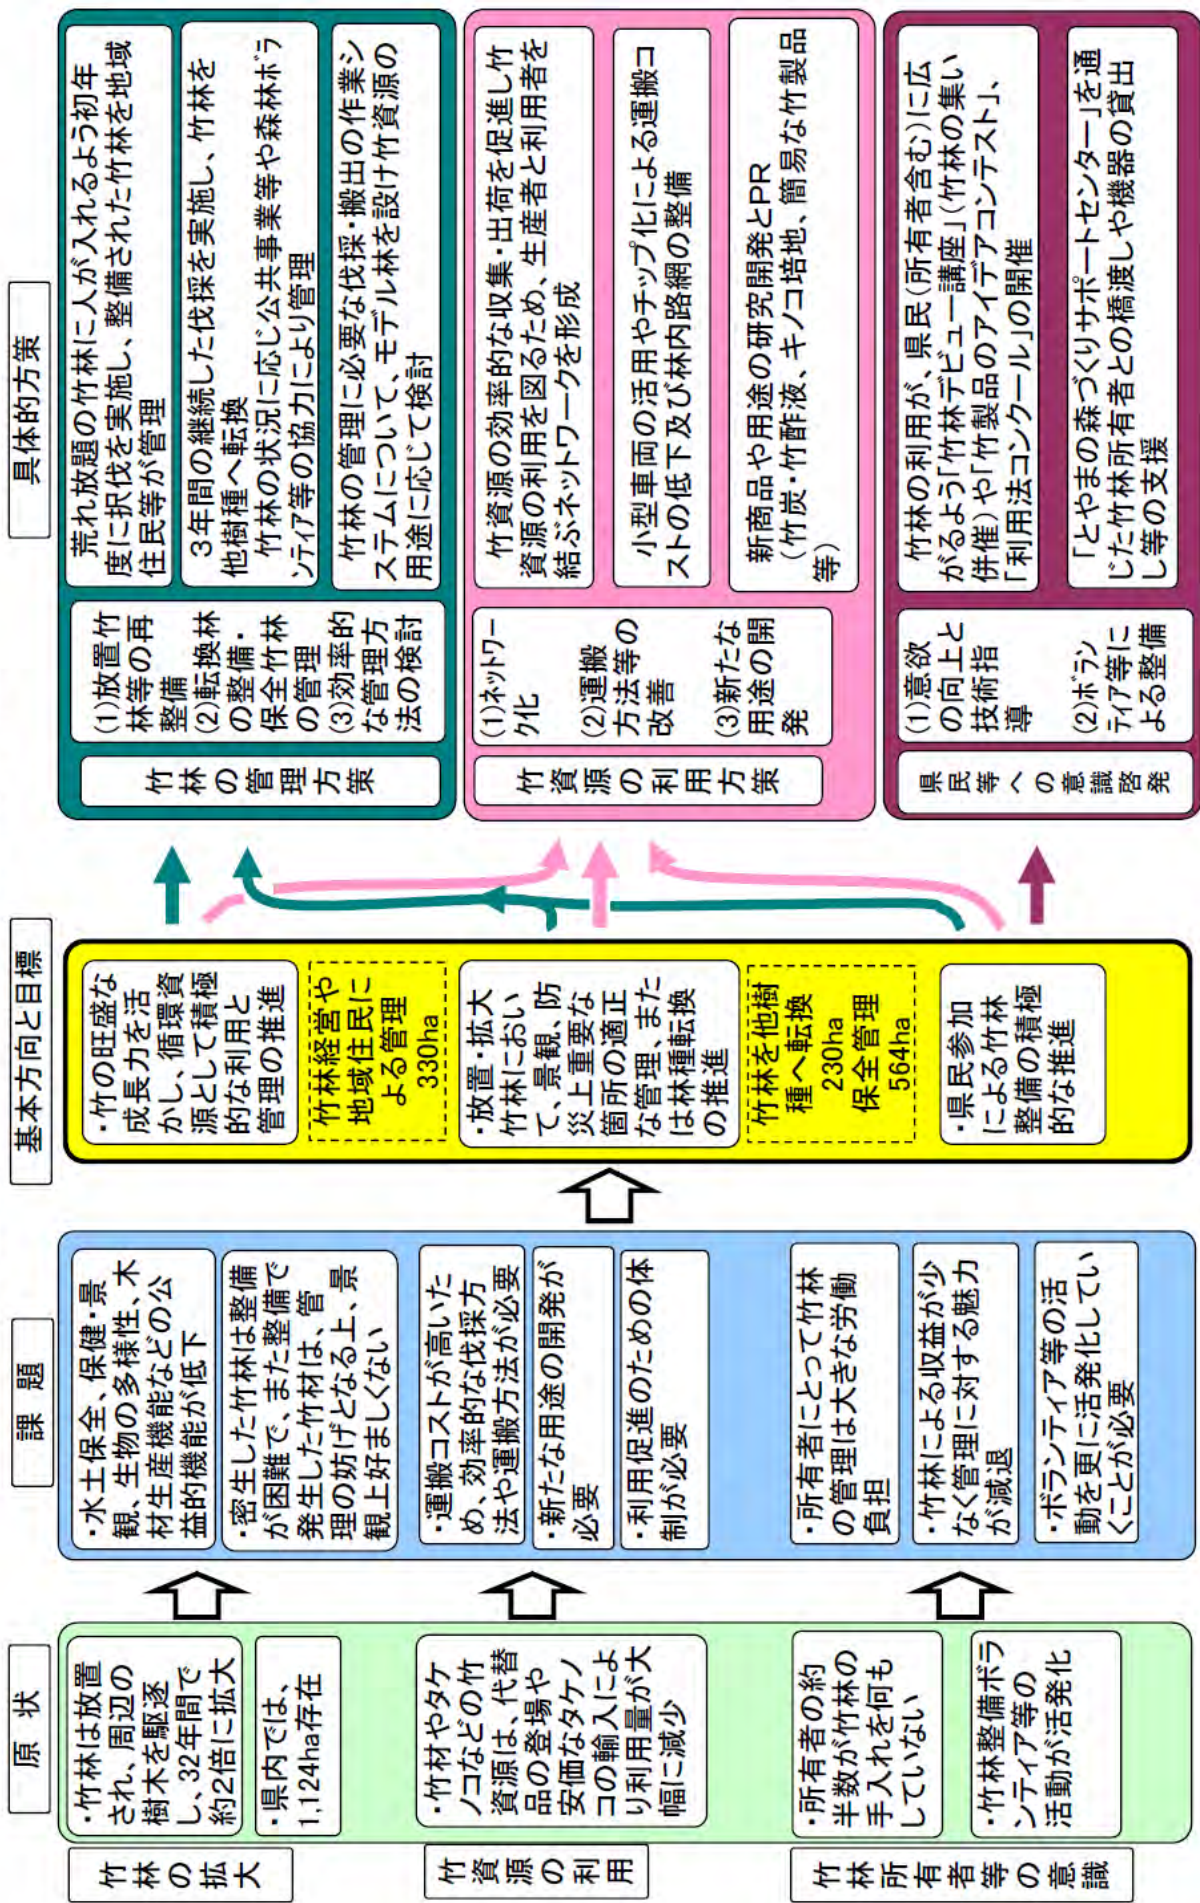 原　状
竹林の拡大
・竹林は放置
され、周辺の
樹木を駆逐
し、32年間で
約2倍に拡大
・県内では、
1,124ha存在
竹資源の利用
・竹材やタケ
ノコなどの竹
資源は、代替
品の登場や
安価なタケノ
コの輸入によ
り利用量が大
幅に減少
竹林所有者等の意識
・所有者の約
半数が竹林の
手入れを何も
していない
・竹林整備ボラ
ンティア等の
活動が活発化
課　題
・水土保全、保健・景
観、生物の多様性、木
材生産機能などの公
益的機能が低下
・密生した竹林は整備
が困難で、また整備で
発生した竹材は、管
理の妨げとなる上、景
観上好ましくない
・運搬コストが高いた
め、効率的な伐採方
法や運搬方法が必要
・新たな用途の開発が
必要
・利用促進のための体
制が必要
・所有者にとって竹林
の管理は大きな労働
負担
・竹林による収益が少
なく管理に対する魅力
が減退
・ボランティア等の活
動を更に活発化してい
くことが必要
基本方向と目標
・竹の旺盛な
成長力を活
かし、循環資
源として積極
的な利用と
管理の推進
竹林経営や
地域住民に
よる管理
330ha
・放置・拡大
竹林におい
て、景観、防
災上重要な
箇所の適正
な管理、また
は林種転換
の推進
竹林を他樹
種へ転換
230ha
保全管理
564ha
・県民参加
による竹林
整備の積極
的な推進
具体的方策
竹林の管理方策
(1)放置竹
林等の再
整備
(2)転換林
の整備・
保全竹林
の管理
(3)効率的
な管理方
法の検討
荒れ放題の竹林に人が入れるよう初年
度に択伐を実施し、整備された竹林を地域
住民等が管理
３年間の継続した伐採を実施し、竹林を
他樹種へ転換
竹林の状況に応じ公共事業等や森林ﾎﾞﾗ
ﾝﾃｨｱ等の協力により管理
竹林の管理に必要な伐採・搬出の作業シ
ステムについて、モデル林を設け竹資源の
用途に応じて検討
竹資源の利用方策
(1)ﾈｯﾄﾜｰ
ｸ化
(2)運搬
方法等の
改善
(3)新たな
用途の開
発
竹資源の効率的な収集・出荷を促進し竹
資源の利用を図るため、生産者と利用者を
結ぶネットワークを形成
小型車両の活用やチップ化による運搬コ
ストの低下及び林内路網の整備
新商品や用途の研究開発とPR
（竹炭・竹酢液、キノコ培地、簡易な竹製品
等）
県民等への意識啓発
(1)意欲
の向上と
技術指
導
(2)ﾎﾞﾗﾝ
ﾃｨｱ等に
よる整備
竹林の利用が、県民（所有者含む）に広
がるよう「竹林デビュー講座」（竹林の集い
併催）や「竹製品のアイデアコンテスト」、
「利用法コンクール」の開催
「とやまの森づくりサポートセンター」を通
じた竹林所有者との橋渡しや機器の貸出
し等の支援